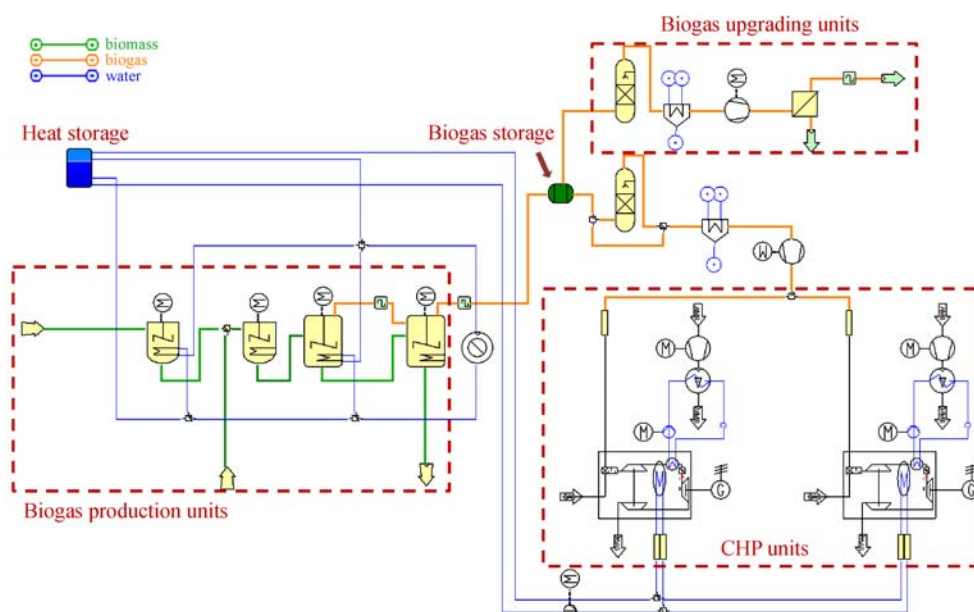 Biogas upgrading units
biomass
biogas
water
Heat storage
Biogas storage
M
M
M
M
M
M
M
M
M
M
G
M
G
Biogas production units
CHP units
M